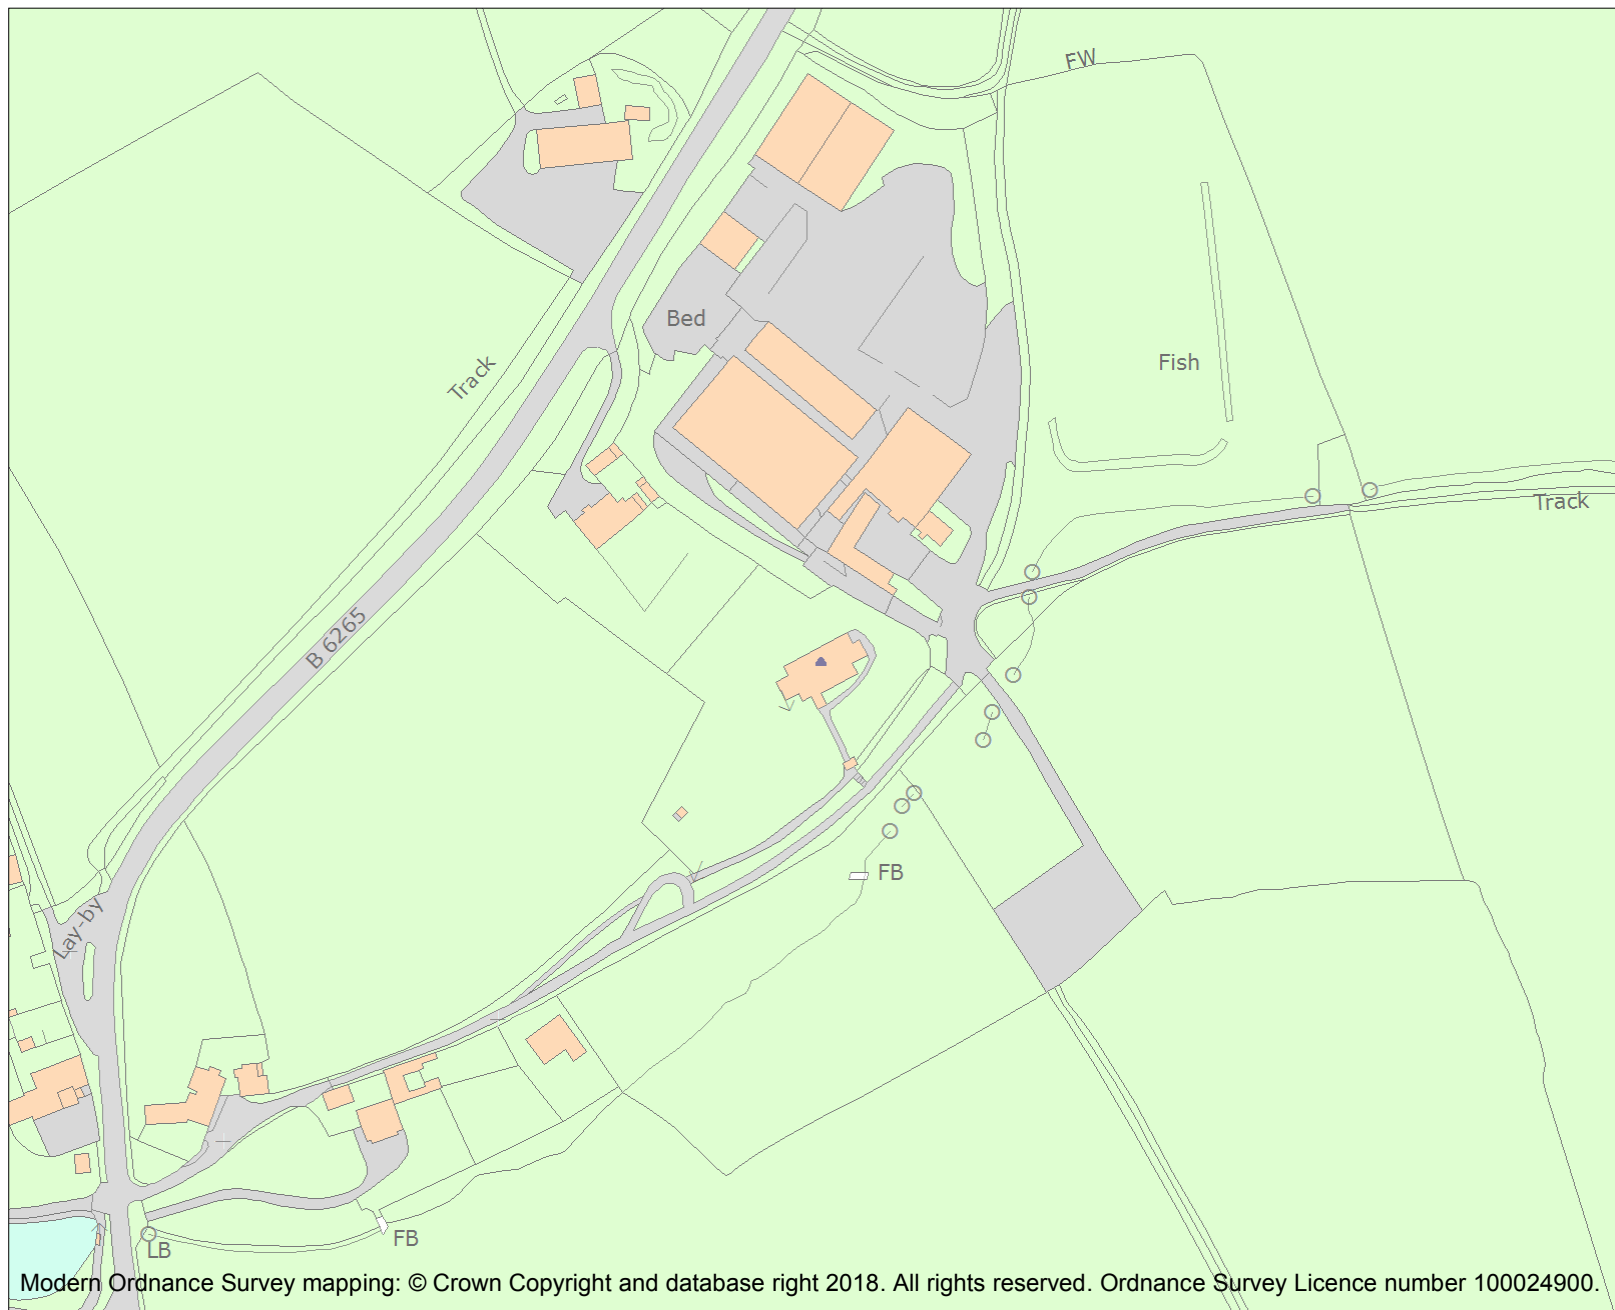 FW
Bed
Fish
Track
Track
B 6265
FB
Lay-by
FB
LB
Modern Ordnance Survey mapping: © Crown Copyright and database right 2018. All rights reserved. Ordnance Survey Licence number 100024900.